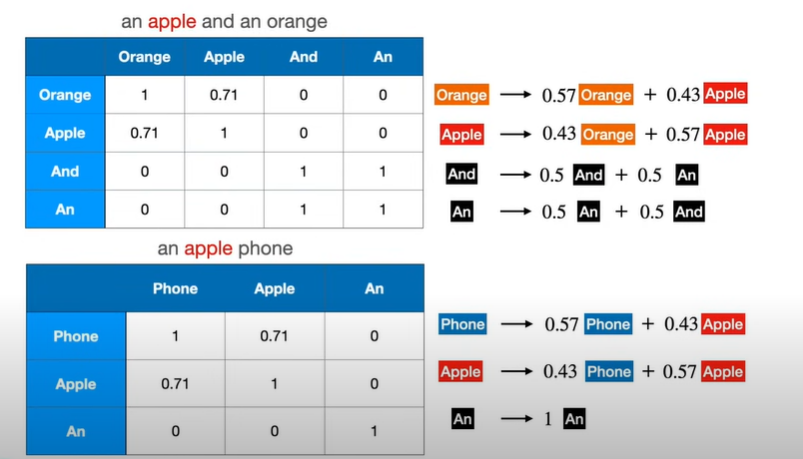 an apple and an orange
Orange Apple And An
Orange 1 0.71 0 0
Orange → 0.57 Orange + 0.43 Apple
Apple 0.71 1 0 0
Apple → 0.43 Orange + 0.57 Apple
And 0 0 1 1
And → 0.5 And + 0.5 An
An 0 0 1 1
An → 0.5 An + 0.5 And
an apple phone
Phone Apple An
Phone 1 0.71 0
Phone → 0.57 Phone + 0.43 Apple
Apple 0.71 1 0
Apple → 0.43 Phone + 0.57 Apple
An 0 0 1
An → 1 An